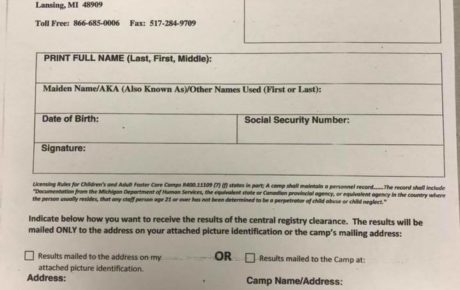 Lansing, MI 48909
Toll Free: 866-685-0006 Fax: 517-284-9709
PRINT FULL NAME (Last, First, Middle):
Maiden Name/AKA (Also Known As)/Other Names Used (First or Last):
Date of Birth: Social Security Number:
Signature:
Licensing Rules for Children's and Adult Foster Care Camps R400.11109 (7) (f) states in part; A camp shall maintain a personnel record......The record shall include
"Documentation from the Michigan Department of Human Services, the equivalent state or Canadian provincial agency, or equivalent agency in the country where
the person usually resides, that any staff person age 21 or over has not been determined to be a perpetrator of child abuse or child neglect."
Indicate below how you want to receive the results of the central registry clearance. The results will be
mailed ONLY to the address on your attached picture identification or the camp's mailing address:
Results mailed to the address on my OR Results mailed to the Camp at:
attached picture identification.
Address: Camp Name/Address: